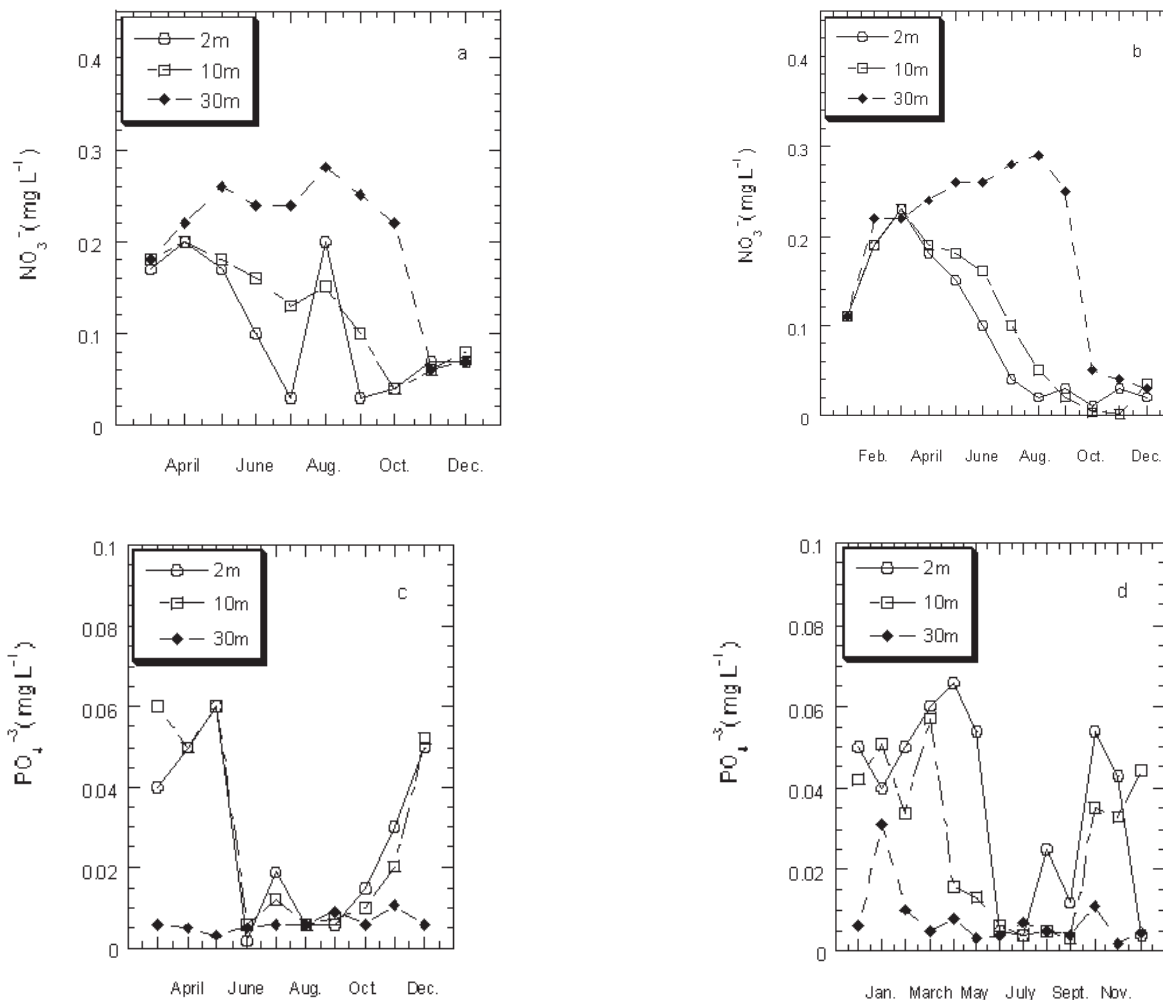 a
2m
10m
30m
NO3- (mg L-1)
0.4
0.3
0.2
0.1
0
April June Aug. Oct. Dec.
b
2m
10m
30m
NO3- (mg L-1)
0.4
0.3
0.2
0.1
0
Feb. April June Aug. Oct. Dec.
c
2m
10m
30m
PO4-3 (mg L-1)
0.1
0.08
0.06
0.04
0.02
0
April June Aug. Oct. Dec.
d
2m
10m
30m
PO4-3 (mg L-1)
0.1
0.08
0.06
0.04
0.02
0
Jan. March May July Sept. Nov.